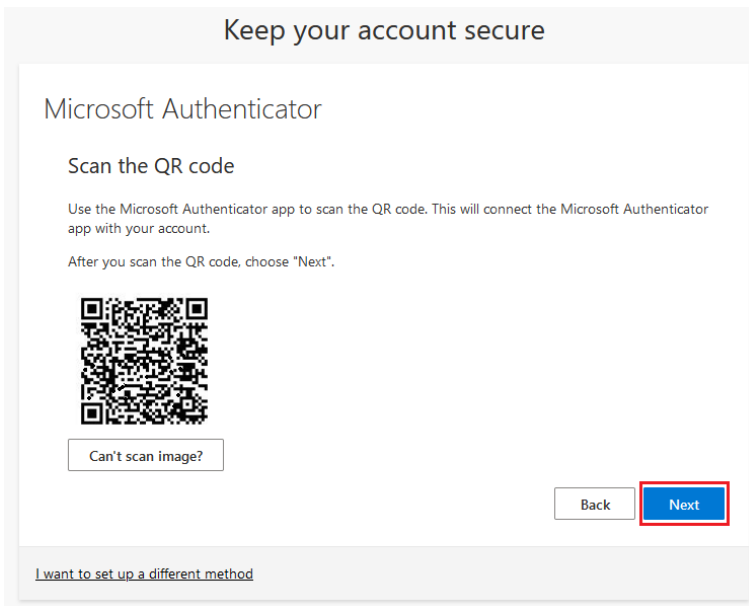 Keep your account secure
Microsoft Authenticator
Scan the QR code
Use the Microsoft Authenticator app to scan the QR code. This will connect the Microsoft Authenticator
app with your account.
After you scan the QR code, choose "Next".
Can't scan image?
Back
Next
I want to set up a different method